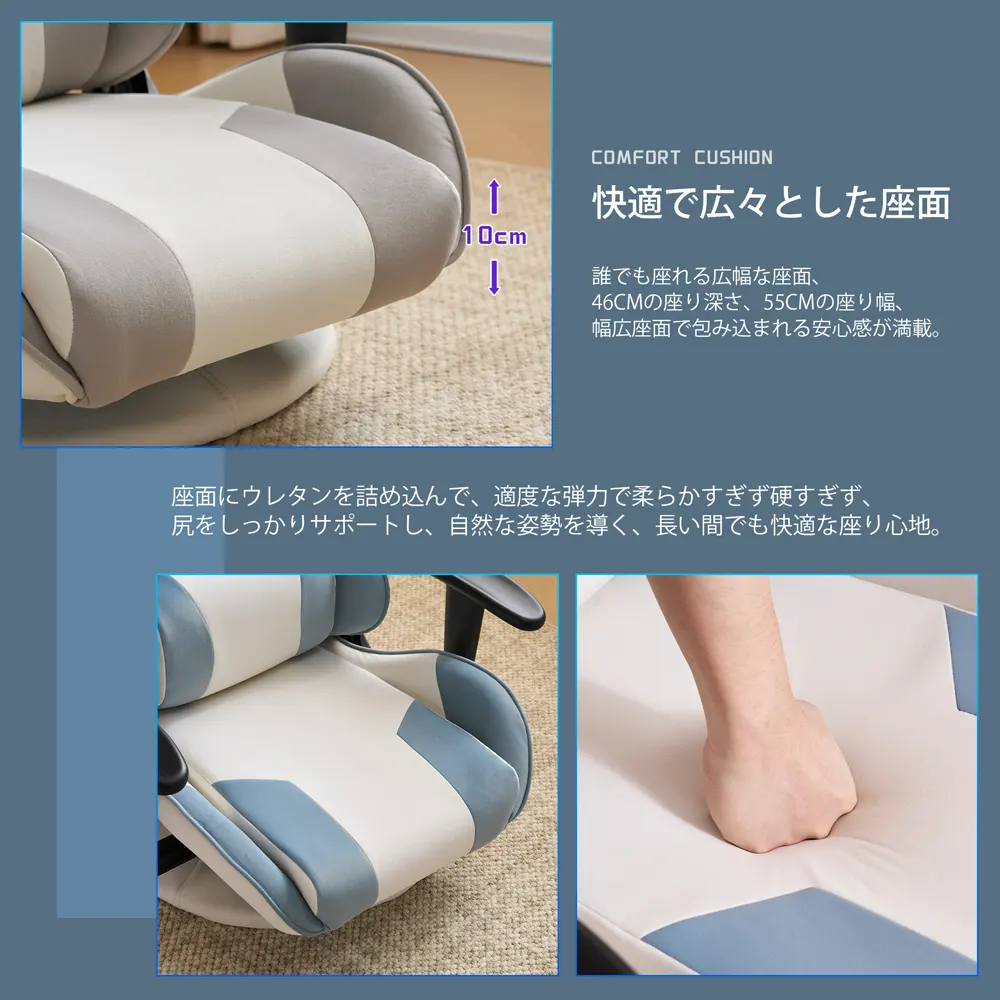 COMFORT CUSHION
快適で広々とした座面
10cm
誰でも座れる広幅な座面、
46CMの座り深さ、55CMの座り幅、
幅広座面で包み込まれる安心感が満載。
座面にウレタンを詰め込んで、適度な弾力で柔らかすぎず硬すぎず、
尻をしっかりサポートし、自然な姿勢を導く、長い間でも快適な座り心地。